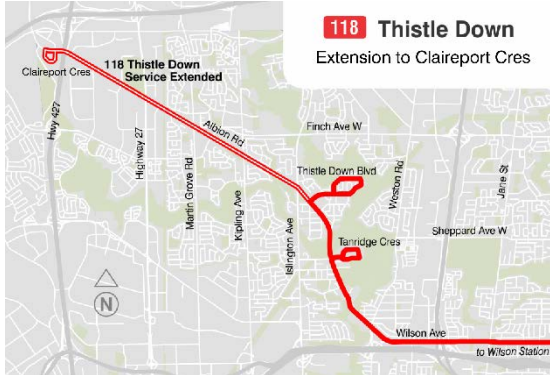 118 Thistle Down
Extension to Claireport Cres
118 Thistle Down
Service Extended
Claireport Cres
Hwy 427
Highway 27
Albion Rd
Martin Grove Rd
Kipling Ave
Islington Ave
Finch Ave W
Thistle Down Blvd
Weston Rd
Jane St
Sheppard Ave W
Tanridge Cres
N
Wilson Ave
to Wilson Station